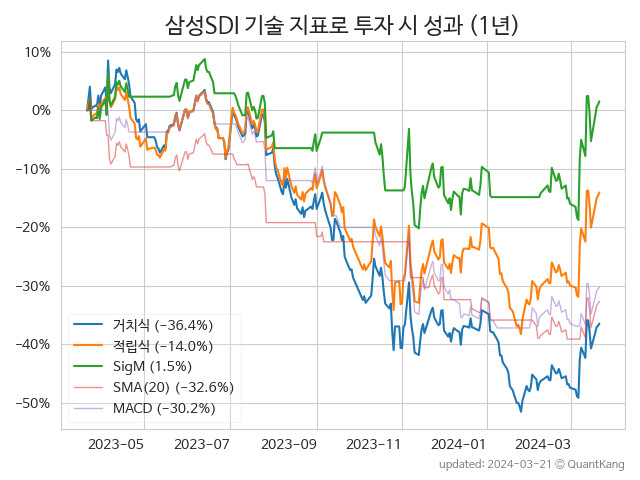 삼성SDI 기술 지표로 투자 시 성과 (1년)
10%
0%
−10%
−20%
−30%
−40%
−50%
거치식 (−36.4%)
적립식 (−14.0%)
SigM (1.5%)
SMA(20) (−32.6%)
MACD (−30.2%)
2023−05 2023−07 2023−09 2023−11 2024−01 2024−03
updated: 2024−03−21 © QuantKang